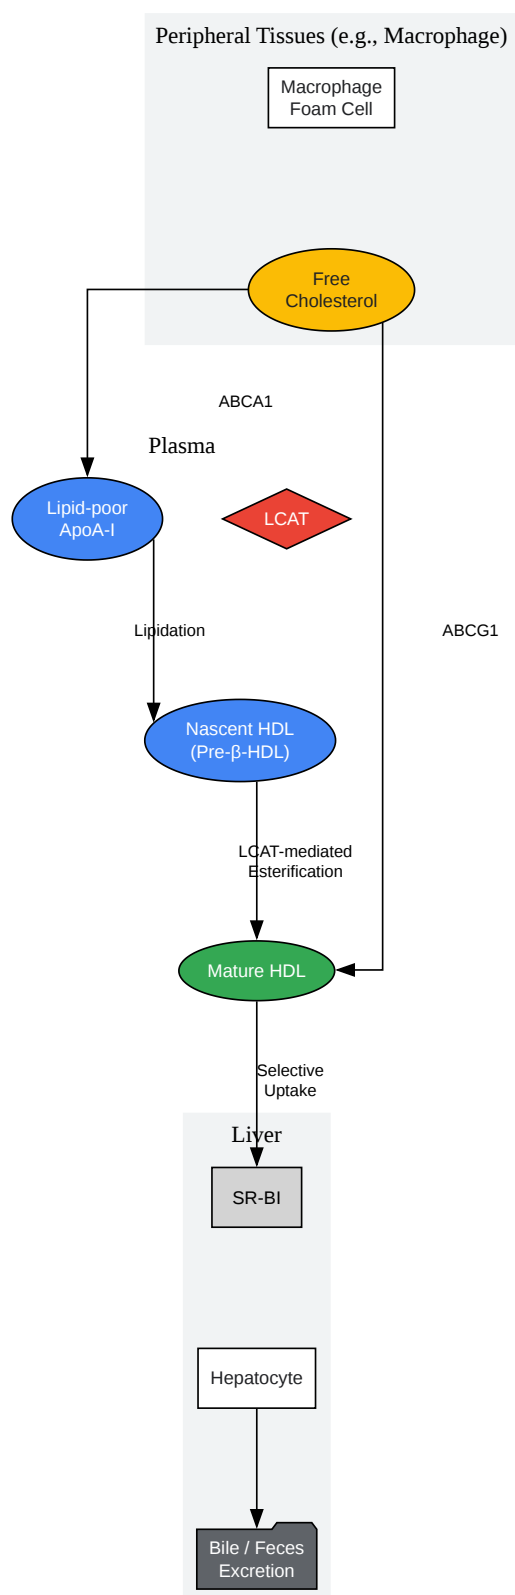 Peripheral Tissues (e.g., Macrophage)
Macrophage
Foam Cell
Free
Cholesterol
ABCA1
Plasma
Lipid-poor
ApoA-I
LCAT
Lipidation
ABCG1
Nascent HDL
(Pre-β-HDL)
LCAT-mediated
Esterification
Mature HDL
Selective
Uptake
Liver
SR-BI
Hepatocyte
Bile / Feces
Excretion